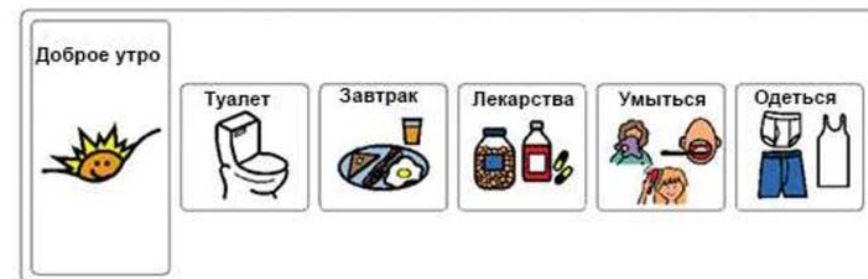 Доброе утро
Туалет
Завтрак
Лекарства
Умыться
Одеться